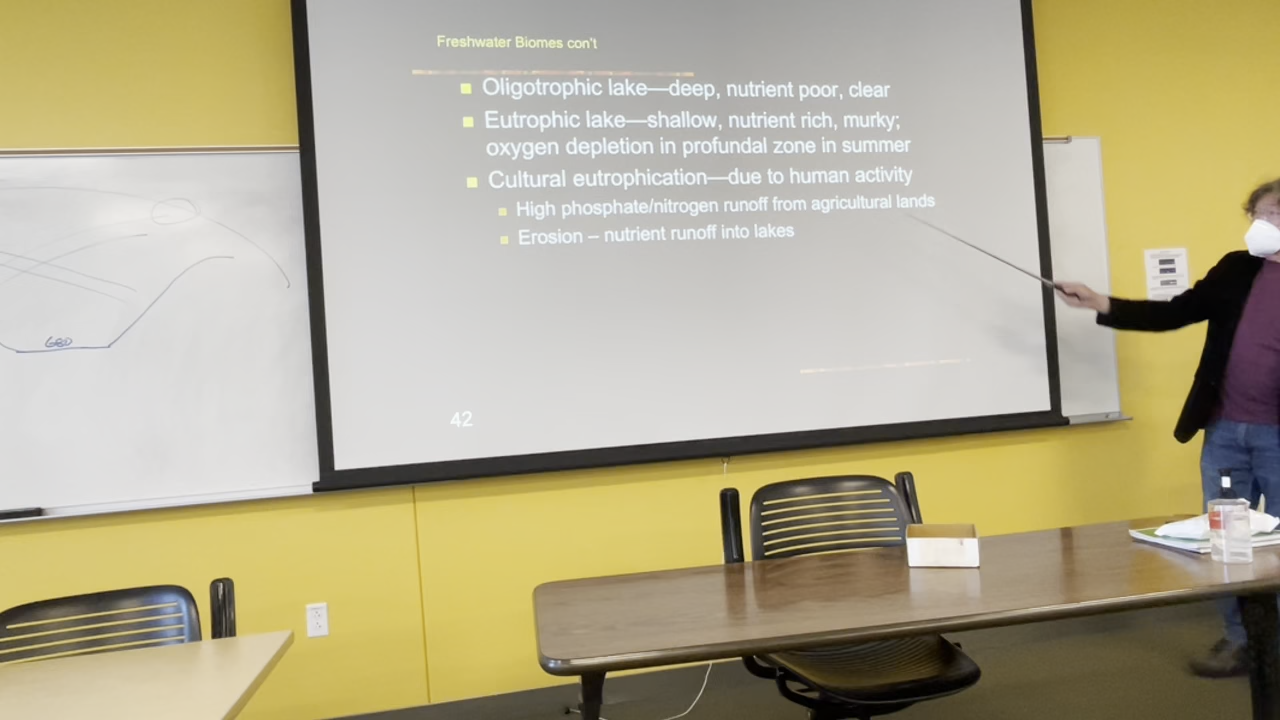 Freshwater Biomes con't
Oligotrophic lake—deep, nutrient poor, clear
Eutrophic lake—shallow, nutrient rich, murky;
oxygen depletion in profundal zone in summer
Cultural eutrophication—due to human activity
High phosphate/nitrogen runoff from agricultural lands
Erosion – nutrient runoff into lakes
42